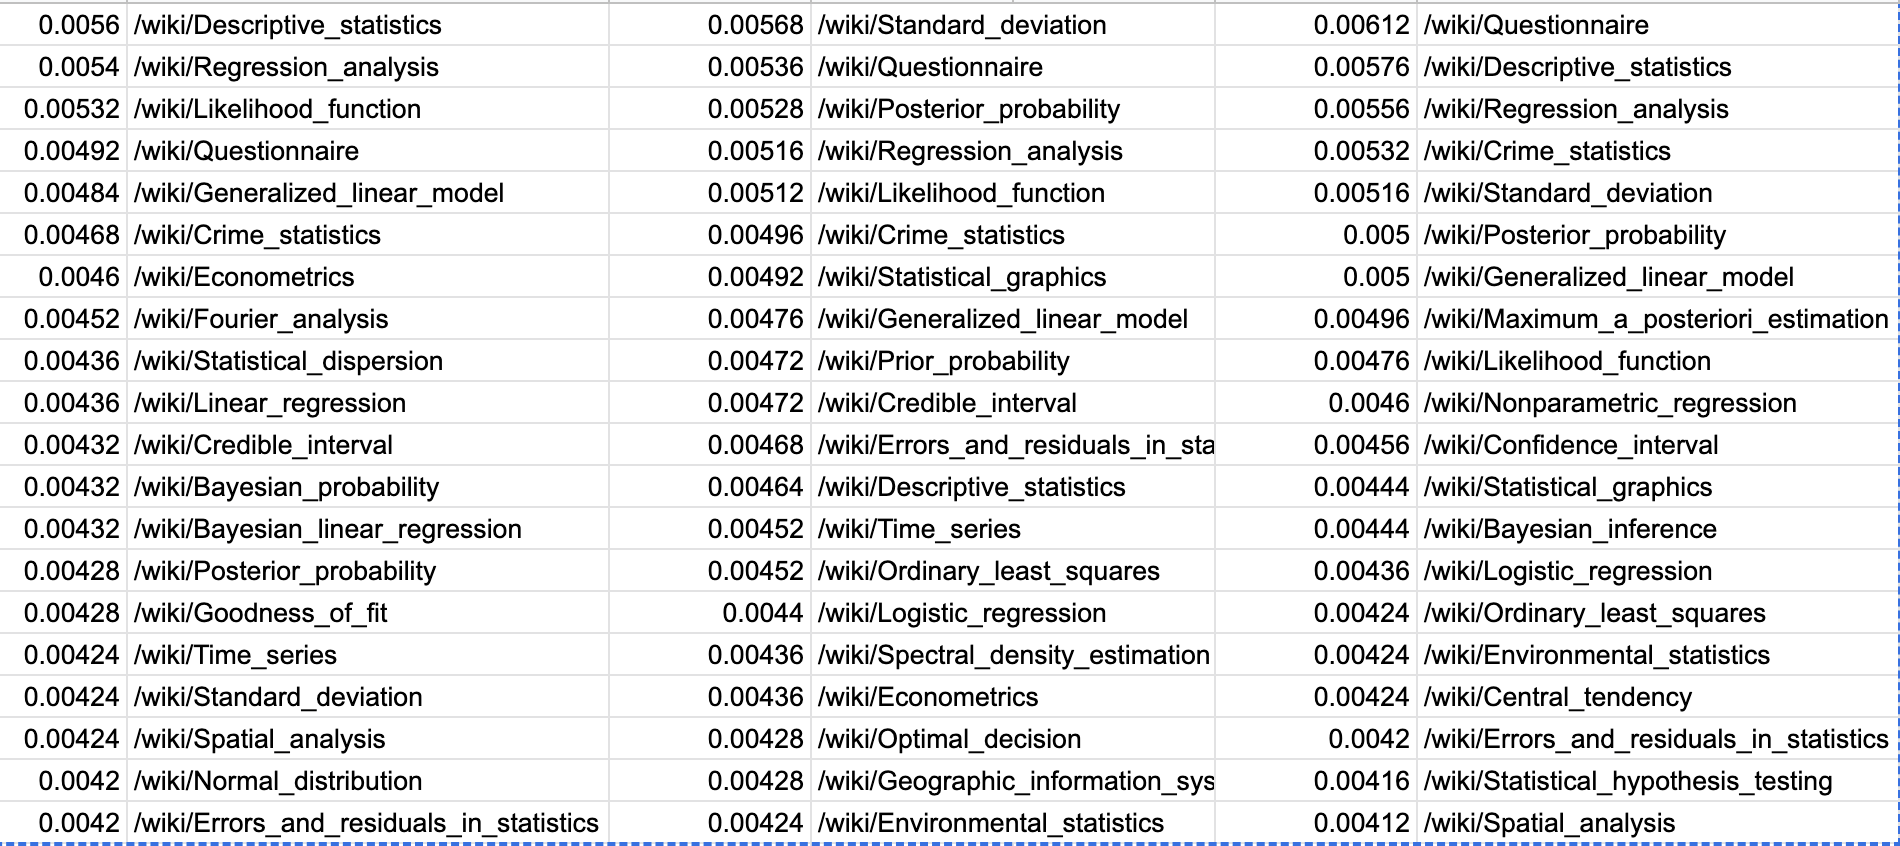 0.0056 /wiki/Descriptive_statistics 0.00568 /wiki/Standard_deviation 0.00612 /wiki/Questionnaire
0.0054 /wiki/Regression_analysis 0.00536 /wiki/Questionnaire 0.00576 /wiki/Descriptive_statistics
0.00532 /wiki/Likelihood_function 0.00528 /wiki/Posterior_probability 0.00556 /wiki/Regression_analysis
0.00492 /wiki/Questionnaire 0.00516 /wiki/Regression_analysis 0.00532 /wiki/Crime_statistics
0.00484 /wiki/Generalized_linear_model 0.00512 /wiki/Likelihood_function 0.00516 /wiki/Standard_deviation
0.00468 /wiki/Crime_statistics 0.00496 /wiki/Crime_statistics 0.005 /wiki/Posterior_probability
0.0046 /wiki/Econometrics 0.00492 /wiki/Statistical_graphics 0.005 /wiki/Generalized_linear_model
0.00452 /wiki/Fourier_analysis 0.00476 /wiki/Generalized_linear_model 0.00496 /wiki/Maximum_a_posteriori_estimation
0.00436 /wiki/Statistical_dispersion 0.00472 /wiki/Prior_probability 0.00476 /wiki/Likelihood_function
0.00436 /wiki/Linear_regression 0.00472 /wiki/Credible_interval 0.0046 /wiki/Nonparametric_regression
0.00432 /wiki/Credible_interval 0.00468 /wiki/Errors_and_residuals_in_sta 0.00456 /wiki/Confidence_interval
0.00432 /wiki/Bayesian_probability 0.00464 /wiki/Descriptive_statistics 0.00444 /wiki/Statistical_graphics
0.00432 /wiki/Bayesian_linear_regression 0.00452 /wiki/Time_series 0.00444 /wiki/Bayesian_inference
0.00428 /wiki/Posterior_probability 0.00452 /wiki/Ordinary_least_squares 0.00436 /wiki/Logistic_regression
0.00428 /wiki/Goodness_of_fit 0.0044 /wiki/Logistic_regression 0.00424 /wiki/Ordinary_least_squares
0.00424 /wiki/Time_series 0.00436 /wiki/Spectral_density_estimation 0.00424 /wiki/Environmental_statistics
0.00424 /wiki/Standard_deviation 0.00436 /wiki/Econometrics 0.00424 /wiki/Central_tendency
0.00424 /wiki/Spatial_analysis 0.00428 /wiki/Optimal_decision 0.0042 /wiki/Errors_and_residuals_in_statistics
0.0042 /wiki/Normal_distribution 0.00428 /wiki/Geographic_information_sys 0.00416 /wiki/Statistical_hypothesis_testing
0.0042 /wiki/Errors_and_residuals_in_statistics 0.00424 /wiki/Environmental_statistics 0.00412 /wiki/Spatial_analysis